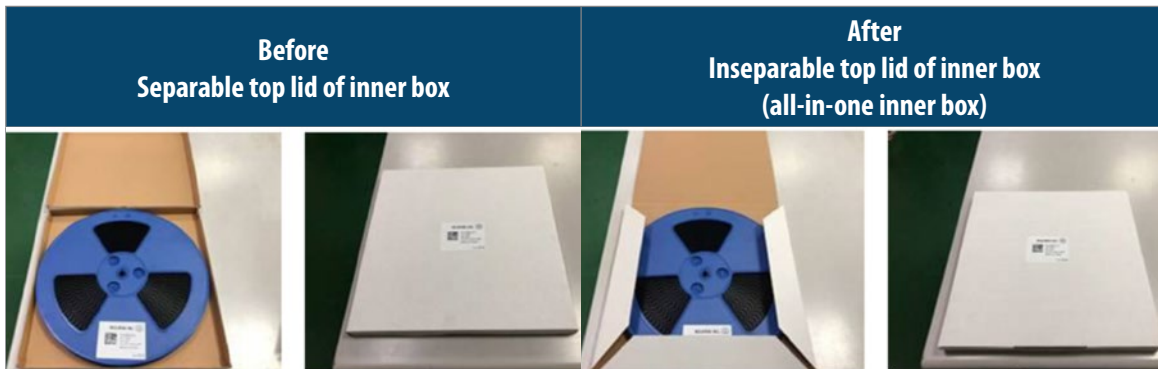 Before
Separable top lid of inner box
After
Inseparable top lid of inner box
(all-in-one inner box)